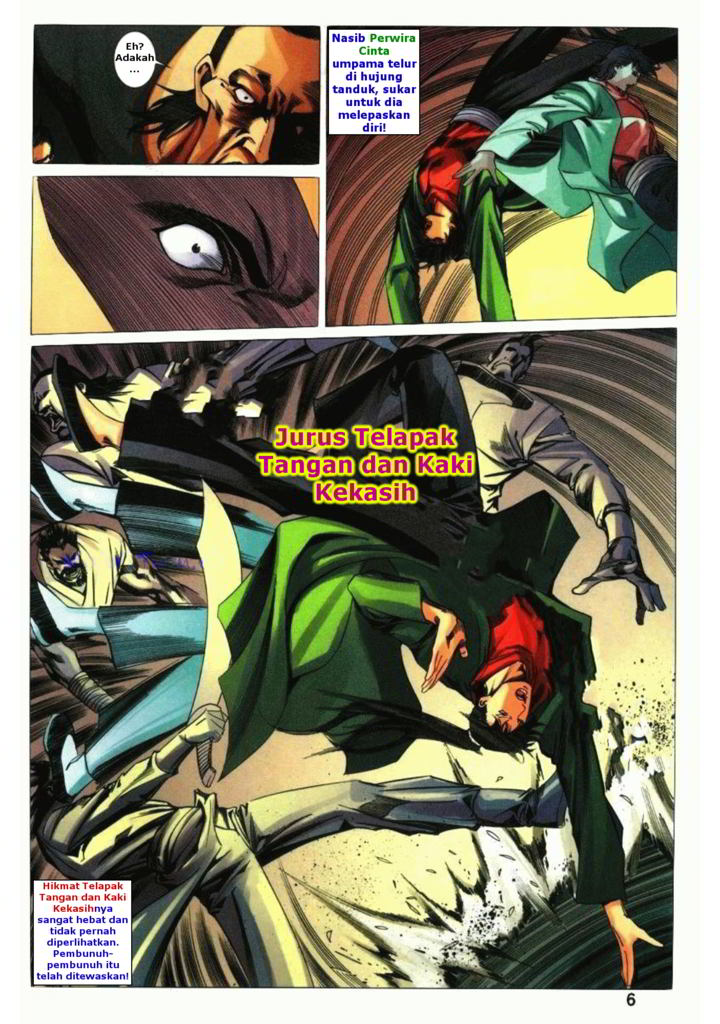 Eh?
Adakah
...
Nasib Perwira
Cinta
umpama telur
di hujung
tanduk, sukar
untuk dia
melepaskan
diri!
Jurus Telapak
Tangan dan Kaki
Kekasih
Hikmat Telapak
Tangan dan Kaki
Kekasihnya
sangat hebat dan
tidak pernah
diperlihatkan.
Pembunuh-
pembunuh itu
telah ditewaskan!
6